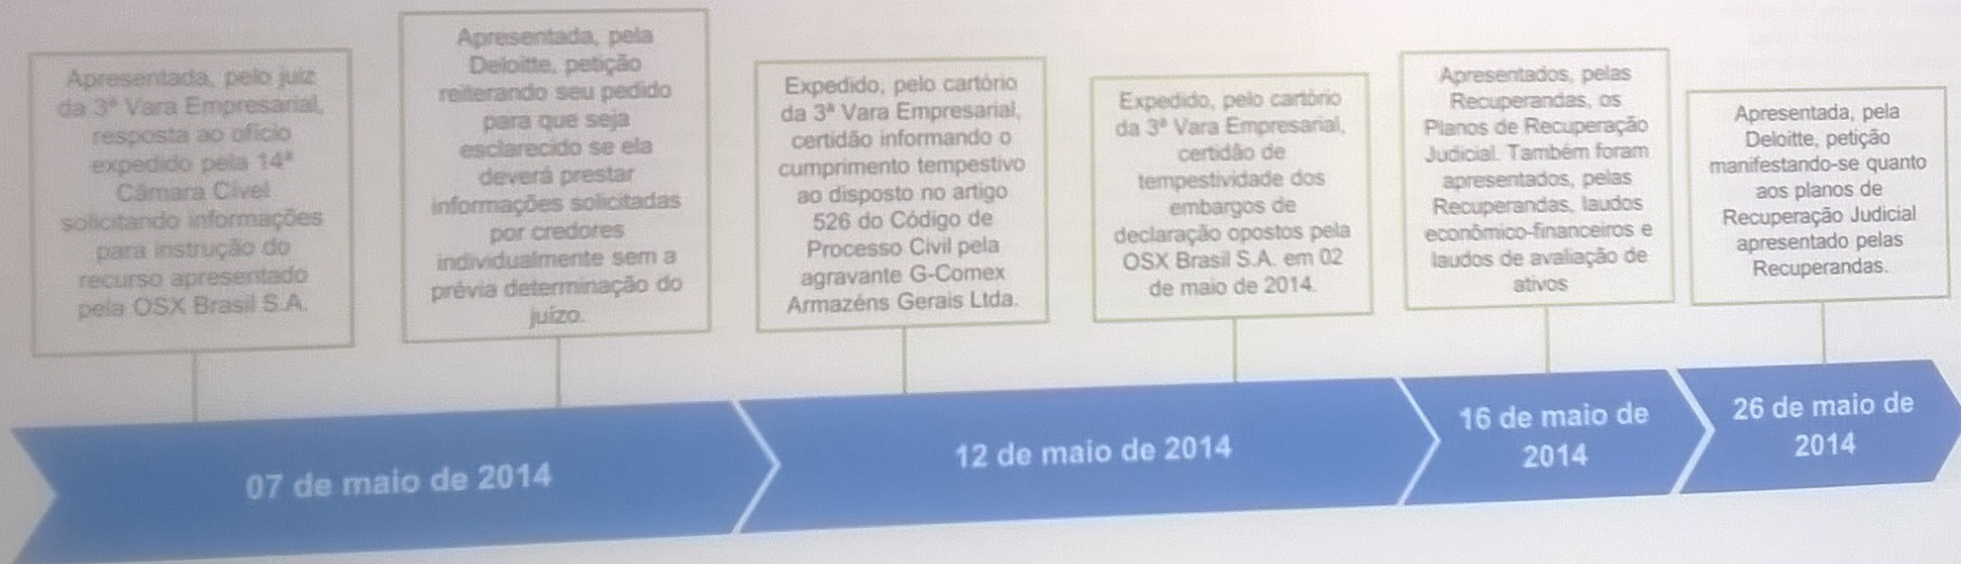 Apresentada, pelo juiz
da 3ª Vara Empresarial,
resposta ao ofício
expedido pela 14ª
Câmara Cível
solicitando informações
para instrução do
recurso apresentado
pela OSX Brasil S.A.
Apresentada, pela
Deloitte, petição
reiterando seu pedido
para que seja
esclarecido se ela
deverá prestar
informações solicitadas
por credores
individualmente sem a
prévia determinação do
juízo.
Expedido, pelo cartório
da 3ª Vara Empresarial,
certidão informando o
cumprimento tempestivo
ao disposto no artigo
526 do Código de
Processo Civil pela
agravante G-Comex
Armazéns Gerais Ltda.
Expedido, pelo cartório
da 3ª Vara Empresarial,
certidão de
tempestividade dos
embargos de
declaração opostos pela
OSX Brasil S.A. em 02
de maio de 2014.
Apresentados, pelas
Recuperandas, os
Planos de Recuperação
Judicial. Também foram
apresentados, pelas
Recuperandas, laudos
econômico-financeiros e
laudos de avaliação de
ativos
Apresentada, pela
Deloitte, petição
manifestando-se quanto
aos planos de
Recuperação Judicial
apresentado pelas
Recuperandas.
07 de maio de 2014
12 de maio de 2014
16 de maio de
2014
26 de maio de
2014